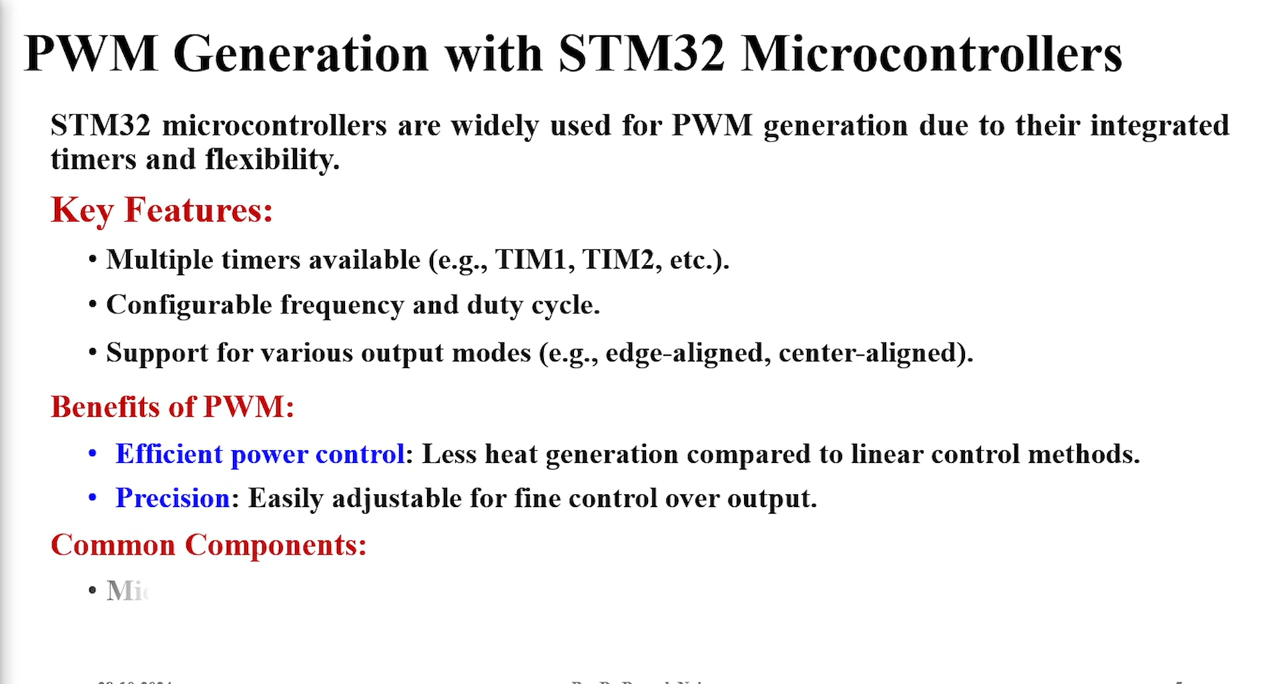 PWM Generation with STM32 Microcontrollers
STM32 microcontrollers are widely used for PWM generation due to their integrated
timers and flexibility.
Key Features:
• Multiple timers available (e.g., TIM1, TIM2, etc.).
• Configurable frequency and duty cycle.
• Support for various output modes (e.g., edge-aligned, center-aligned).
Benefits of PWM:
• Efficient power control: Less heat generation compared to linear control methods.
• Precision: Easily adjustable for fine control over output.
Common Components:
• Mic